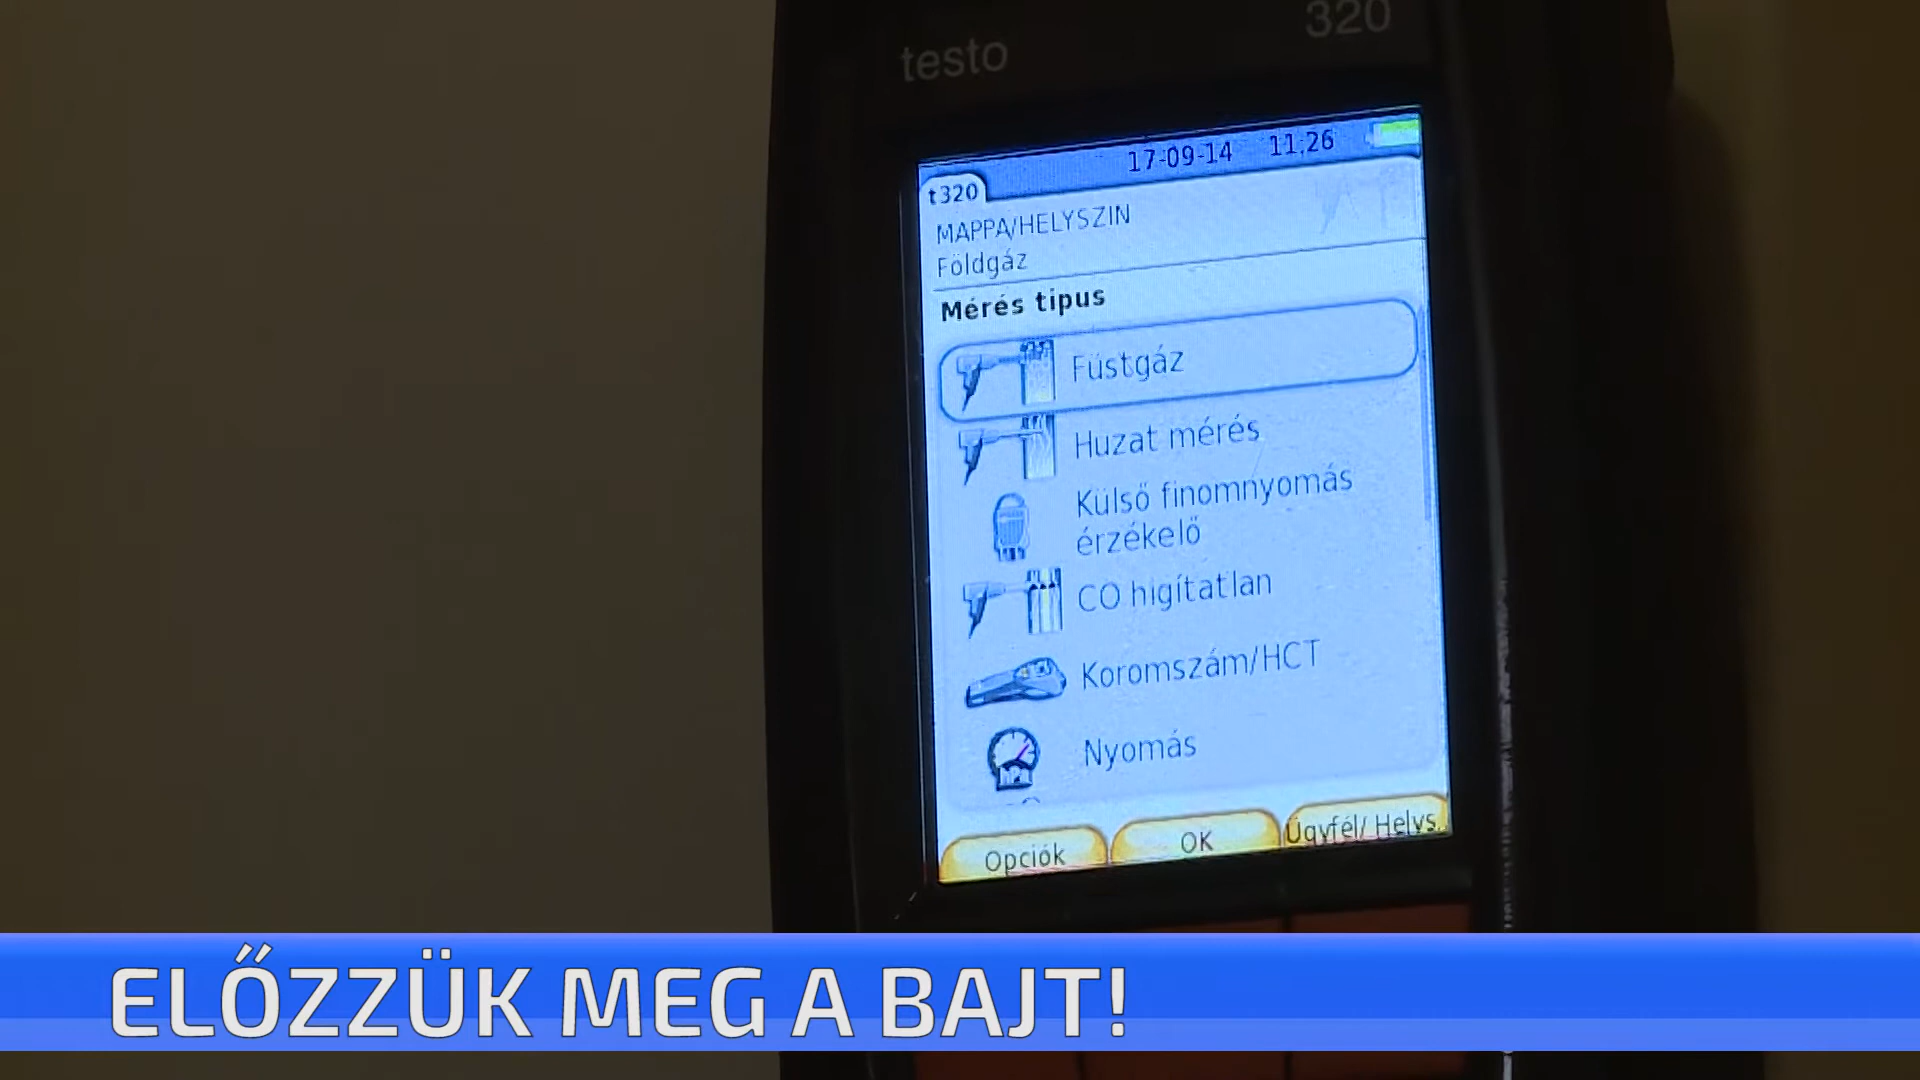 testo 320
17-09-14 11:26
t320
MAPPA/HELYSZIN
Földgáz
Mérés tipus
Füstgáz
Huzat mérés
Külső finomnyomás
érzékelő
CO higítatlan
Koromszám/HCT
Nyomás
Opciók OK Ügyfél/ Helys.
ELŐZZÜK MEG A BAJT!